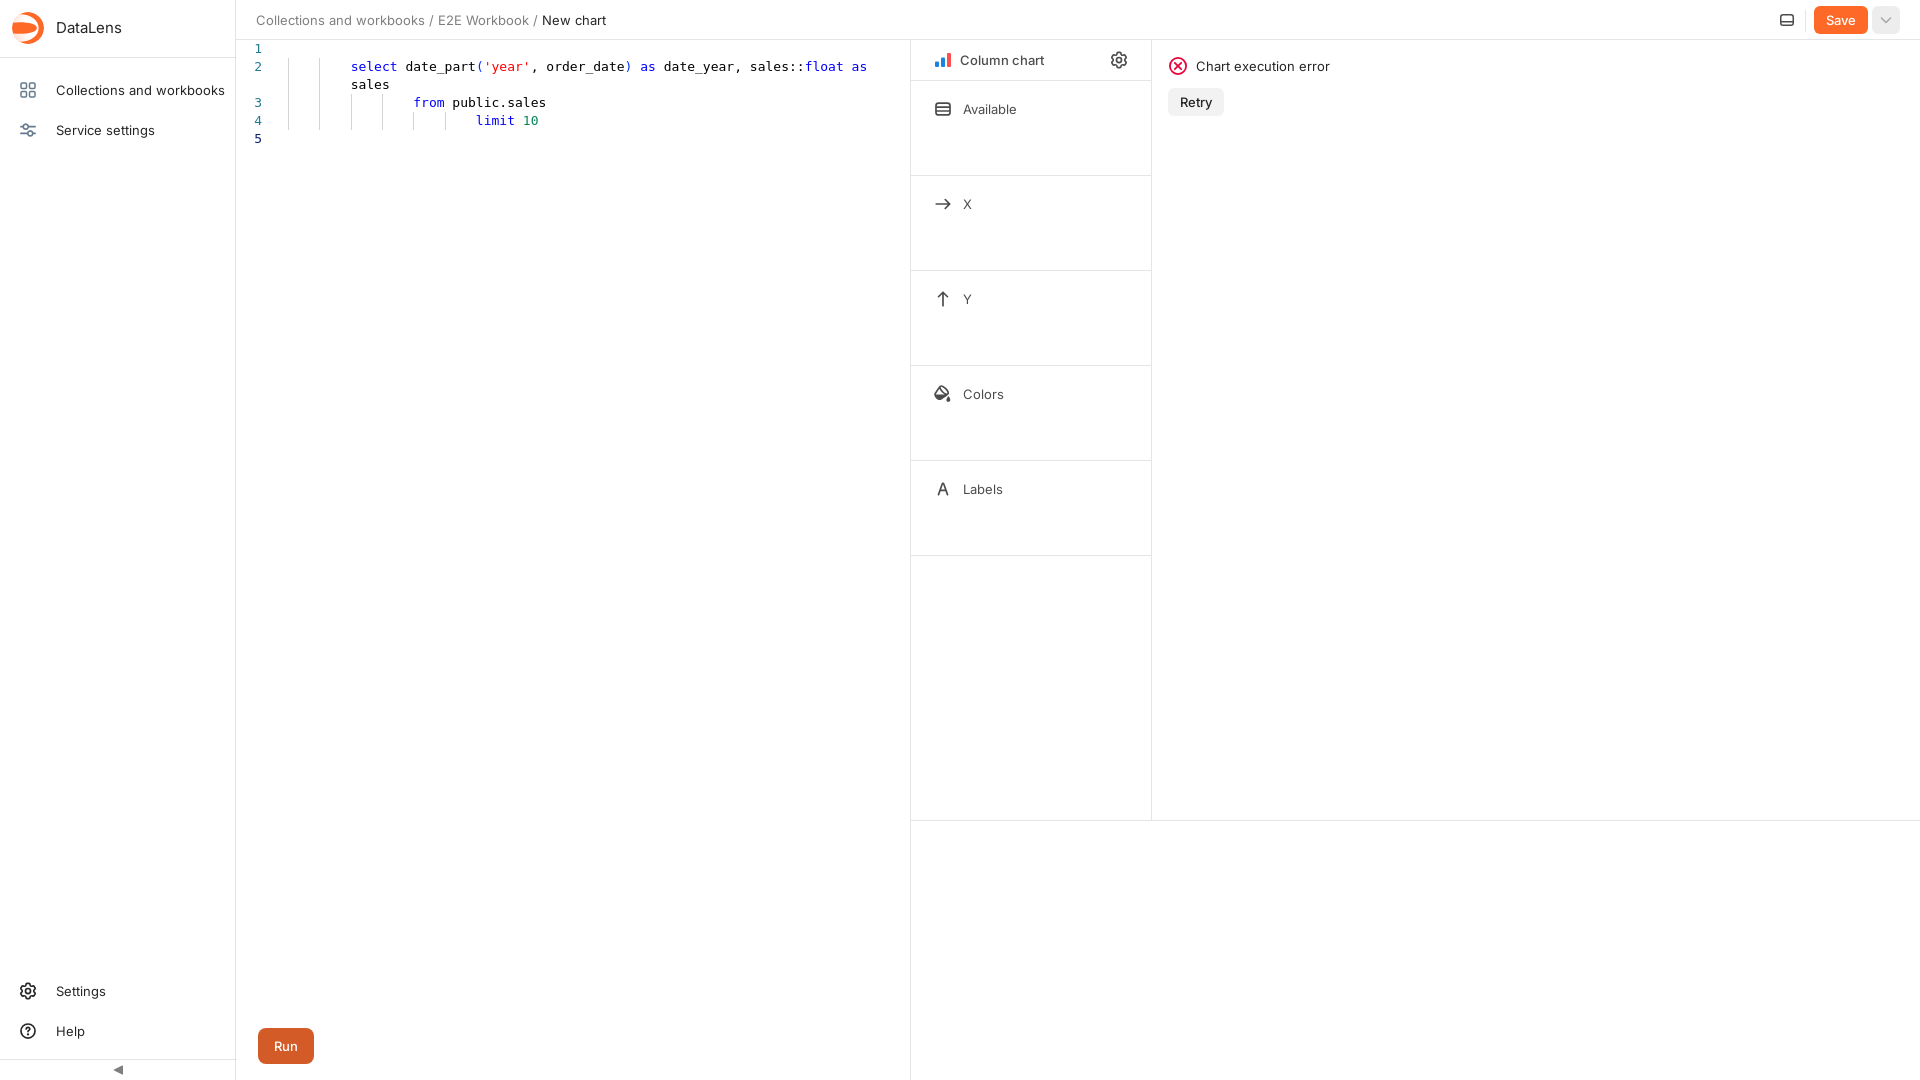 DataLens
Collections and workbooks
Service settings
Settings
Help
Collections and workbooks / E2E Workbook / New chart
Save
1
2 select date_part('year', order_date) as date_year, sales::float as
sales
3 from public.sales
4 limit 10
5
Run
Column chart
Available
X
Y
Colors
Labels
Chart execution error
Retry